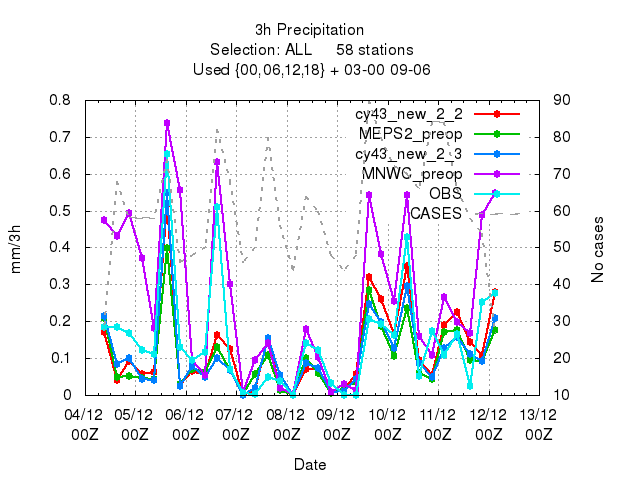 3h Precipitation
Selection: ALL 58 stations
Used {00,06,12,18} + 03-00 09-06
0.8 90
cy43_new_2_2
0.7 80
MEPS2_preop
cy43_new_2_3
0.6 70
MNWC_preop
OBS
0.5 60
CASES
0.4 50
0.3 40
0.2 30
0.1 20
0 10
mm/3h
No cases
04/12 05/12 06/12 07/12 08/12 09/12 10/12 11/12 12/12 13/12
00Z 00Z 00Z 00Z 00Z 00Z 00Z 00Z 00Z 00Z
Date